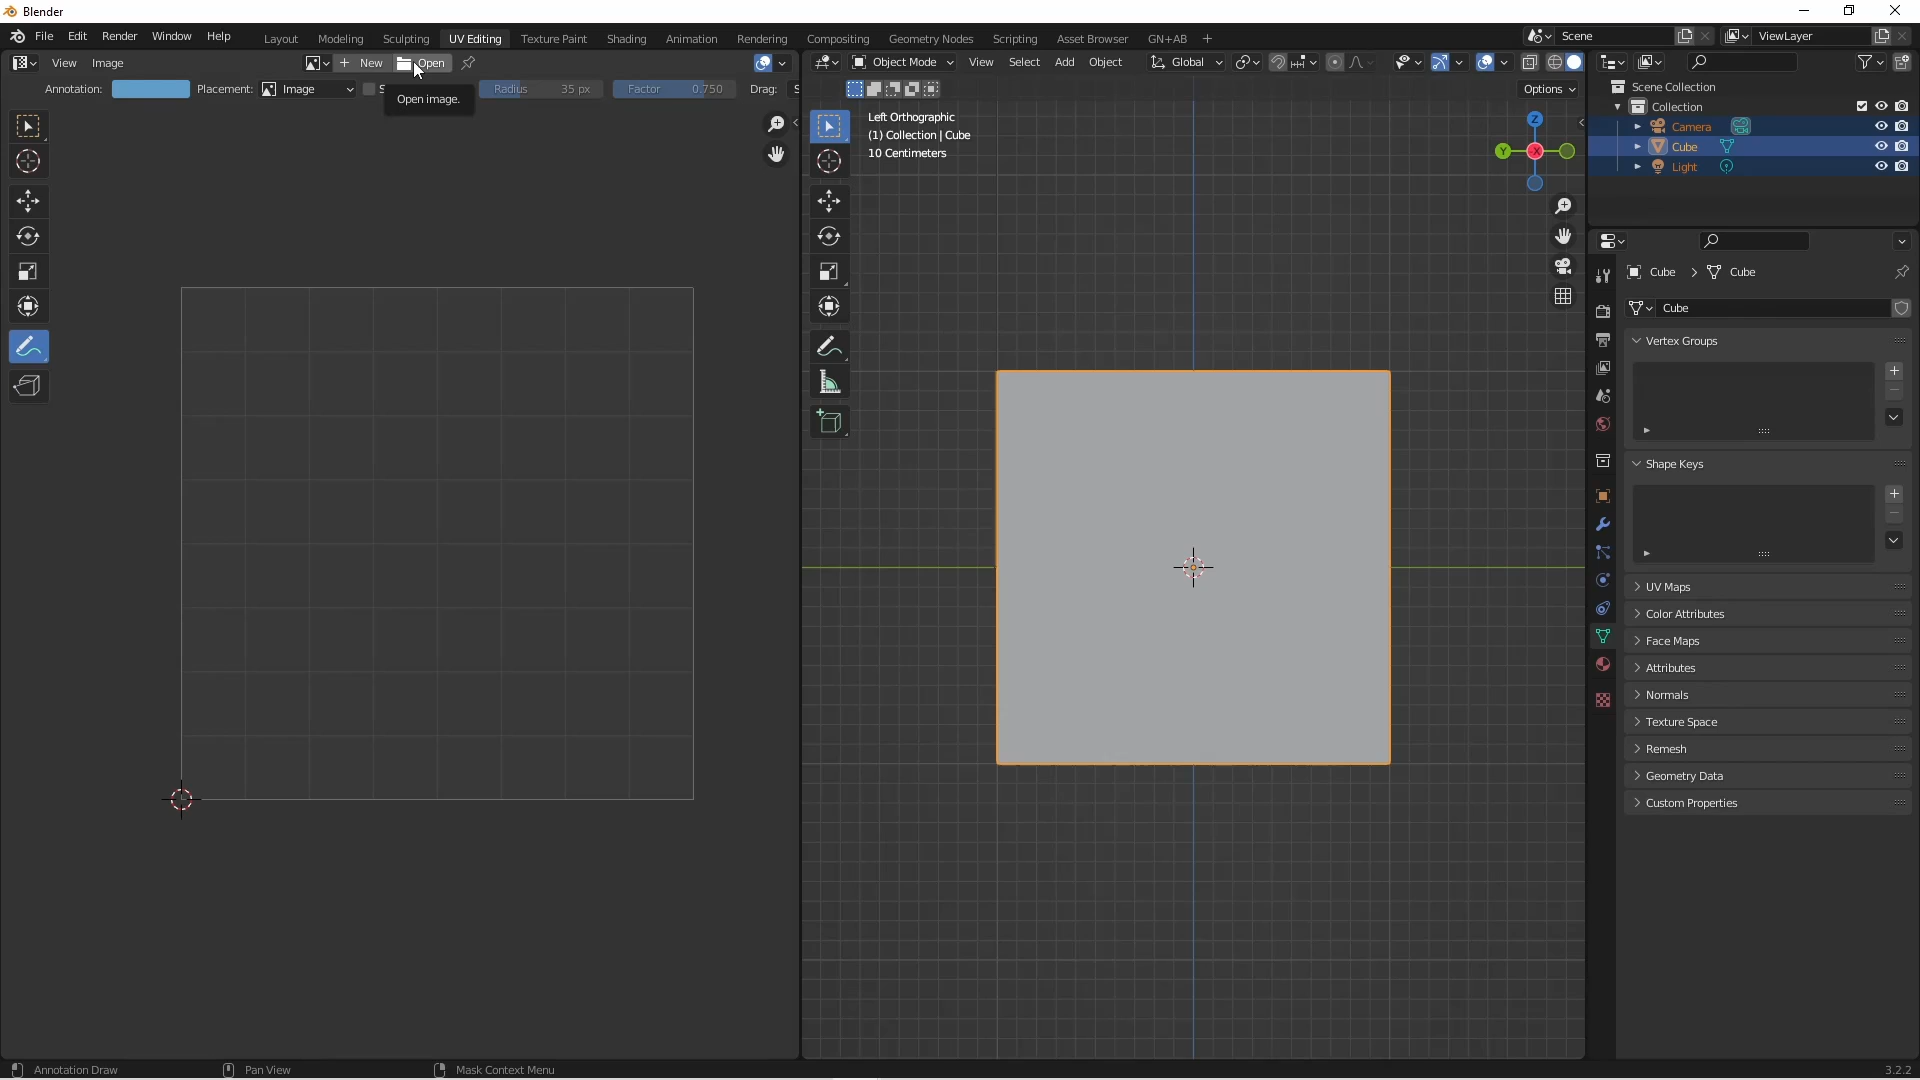 Blender
File Edit Render Window Help
Layout Modeling Sculpting UV Editing Texture Paint Shading Animation Rendering Compositing Geometry Nodes Scripting Asset Browser GN+AB
Scene
ViewLayer
View Image New Open
Object Mode View Select Add Object Global
Annotation: Placement: Image S Radius 35 px Factor 0.750 Drag: S
Open image.
Options
Left Orthographic
(1) Collection | Cube
10 Centimeters
Z
Y
X
Scene Collection
Collection
Camera
Cube
Light
Cube > Cube
Cube
Vertex Groups
Shape Keys
UV Maps
Color Attributes
Face Maps
Attributes
Normals
Texture Space
Remesh
Geometry Data
Custom Properties
Annotation Draw Pan View Mask Context Menu
3.2.2